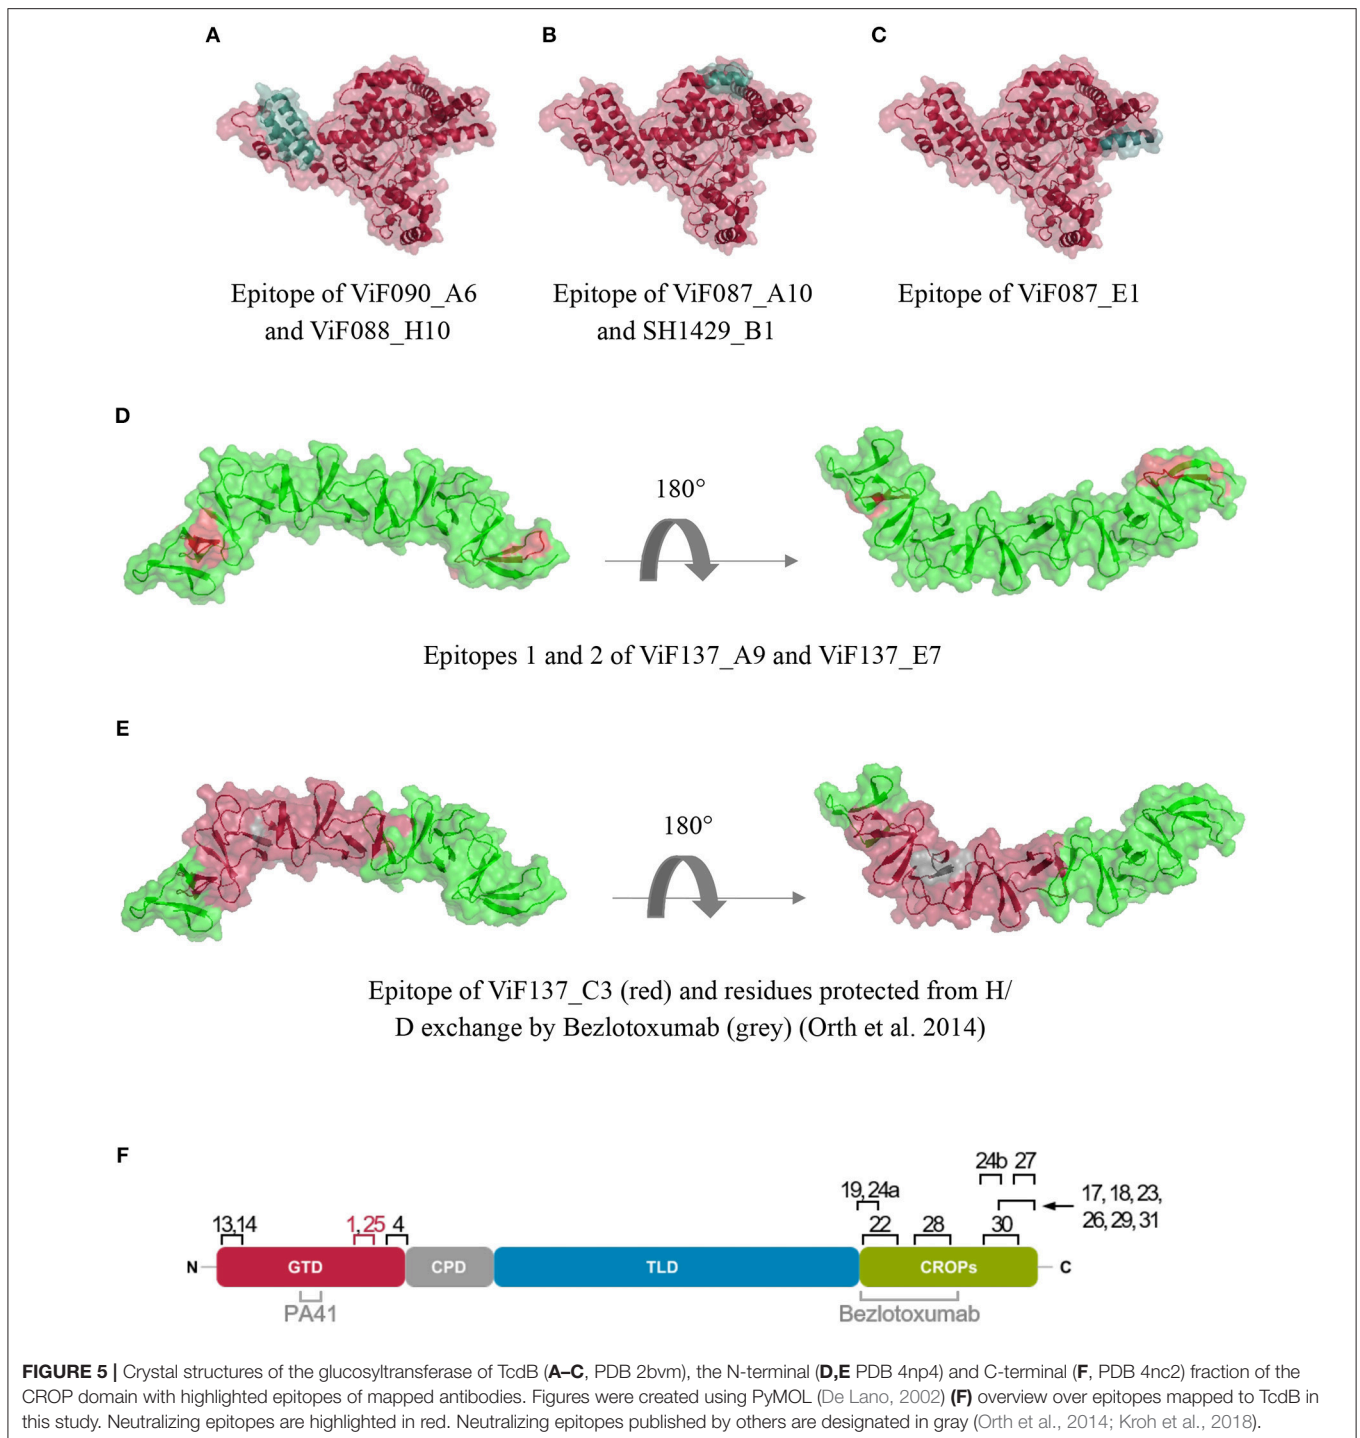 A
B
C
Epitope of ViF090_A6
and ViF088_H10
Epitope of ViF087_A10
and SH1429_B1
Epitope of ViF087_E1
D
180°
Epitopes 1 and 2 of ViF137_A9 and ViF137_E7
E
180°
Epitope of ViF137_C3 (red) and residues protected from H/
D exchange by Bezlotoxumab (grey) (Orth et al. 2014)
F
24b 27
19, 24a
17, 18, 23,
26, 29, 31
13,14 1, 25 4 22 28 30
N GTD CPD TLD CROPs C
PA41 Bezlotoxumab
FIGURE 5 | Crystal structures of the glucosyltransferase of TcdB (A–C, PDB 2bvm), the N-terminal (D,E PDB 4np4) and C-terminal (F, PDB 4nc2) fraction of the
CROP domain with highlighted epitopes of mapped antibodies. Figures were created using PyMOL (De Lano, 2002) (F) overview over epitopes mapped to TcdB in
this study. Neutralizing epitopes are highlighted in red. Neutralizing epitopes published by others are designated in gray (Orth et al., 2014; Kroh et al., 2018).